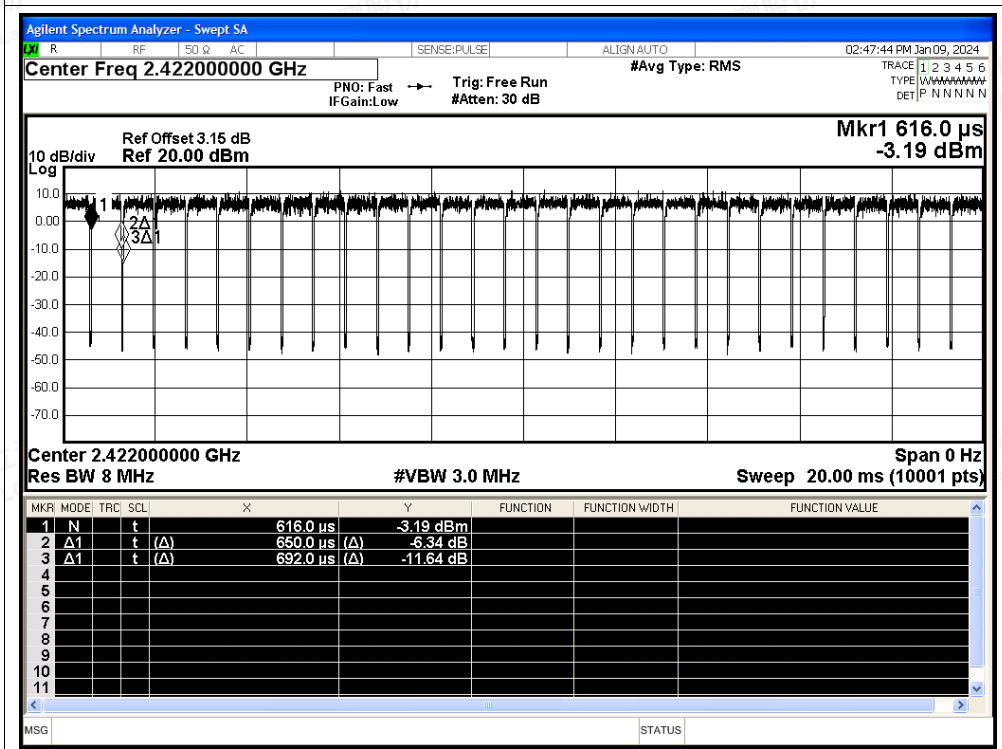 Agilent Spectrum Analyzer - Swept SA
LXI R RF 50 Ω AC SENSE:PULSE ALIGN AUTO 02:47:44 PM Jan 09, 2024
Center Freq 2.422000000 GHz #Avg Type: RMS TRACE 1 2 3 4 5 6
PNO: Fast Trig: Free Run TYPE WWWWWW
IFGain:Low #Atten: 30 dB DET P N N N N N
Mkr1 616.0 µs
Ref Offset 3.15 dB
10 dB/div Ref 20.00 dBm -3.19 dBm
Log
10.0
1
0.00
2Δ1
3Δ1
-10.0
-20.0
-30.0
-40.0
-50.0
-60.0
-70.0
Center 2.422000000 GHz Span 0 Hz
Res BW 8 MHz #VBW 3.0 MHz Sweep 20.00 ms (10001 pts)
MKR MODE TRC SCL X Y FUNCTION FUNCTION WIDTH FUNCTION VALUE
1 N t 616.0 µs -3.19 dBm
2 Δ1 t (Δ) 650.0 µs (Δ) -6.34 dB
3 Δ1 t (Δ) 692.0 µs (Δ) -11.64 dB
4
5
6
7
8
9
10
11
MSG STATUS